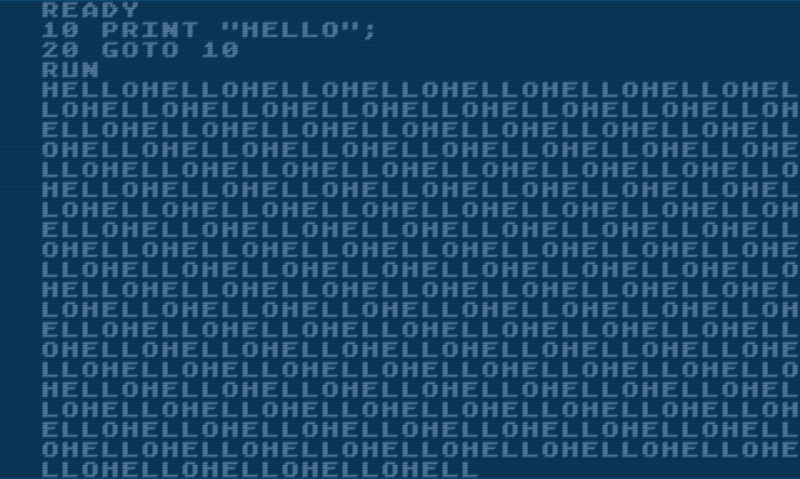 READY
10 PRINT "HELLO";
20 GOTO 10
RUN
HELLOHELLOHELLOHELLOHELLOHELLOHELLOHEL
LOHELLOHELLOHELLOHELLOHELLOHELLOHELLOH
ELLOHELLOHELLOHELLOHELLOHELLOHELLOHELL
OHELLOHELLOHELLOHELLOHELLOHELLOHELLOHE
LLOHELLOHELLOHELLOHELLOHELLOHELLOHELLO
HELLOHELLOHELLOHELLOHELLOHELLOHELLOHEL
LOHELLOHELLOHELLOHELLOHELLOHELLOHELLOH
ELLOHELLOHELLOHELLOHELLOHELLOHELLOHELL
OHELLOHELLOHELLOHELLOHELLOHELLOHELLOHE
LLOHELLOHELLOHELLOHELLOHELLOHELLOHELLO
HELLOHELLOHELLOHELLOHELLOHELLOHELLOHEL
LOHELLOHELLOHELLOHELLOHELLOHELLOHELLOH
ELLOHELLOHELLOHELLOHELLOHELLOHELLOHELL
OHELLOHELLOHELLOHELLOHELLOHELLOHELLOHE
LLOHELLOHELLOHELLOHELLOHELLOHELLOHELLO
HELLOHELLOHELLOHELLOHELLOHELLOHELLOHEL
LOHELLOHELLOHELLOHELLOHELLOHELLOHELLOH
ELLOHELLOHELLOHELLOHELLOHELLOHELLOHELL
OHELLOHELLOHELLOHELLOHELLOHELLOHELLOHE
LLOHELLOHELLOHELLOHELL